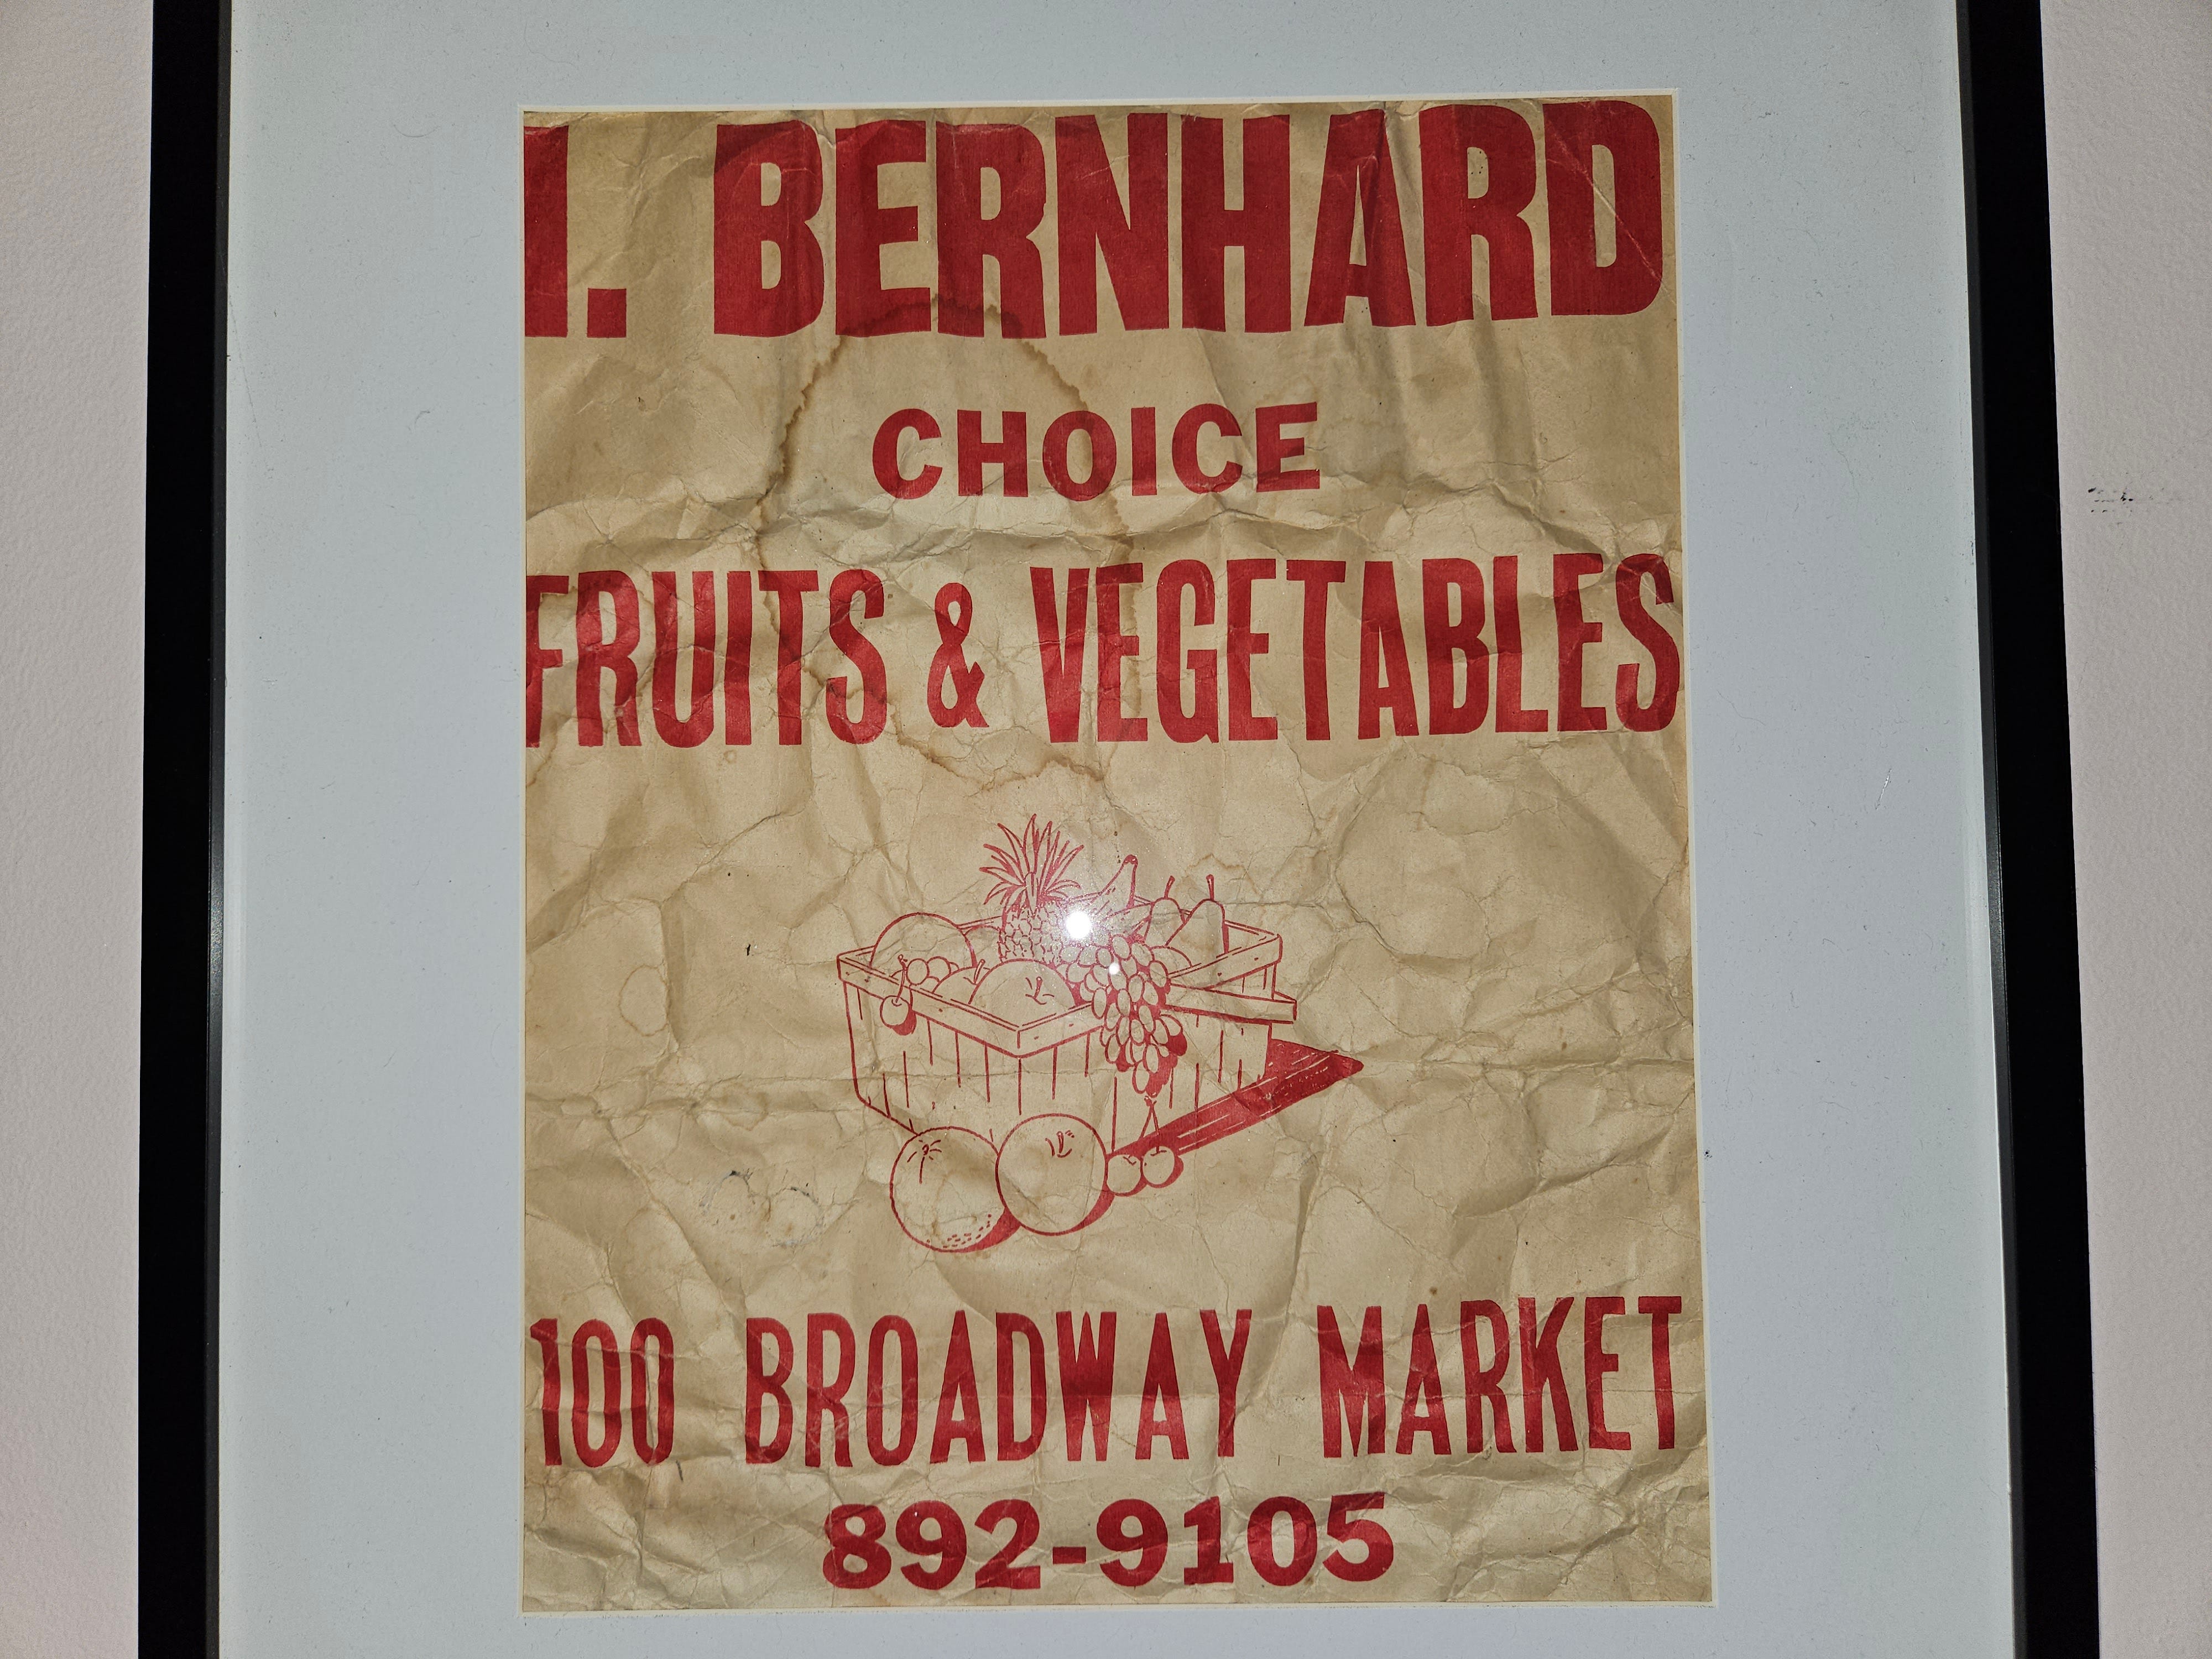 I. BERNHARD
CHOICE
FRUITS & VEGETABLES
100 BROADWAY MARKET
892-9105